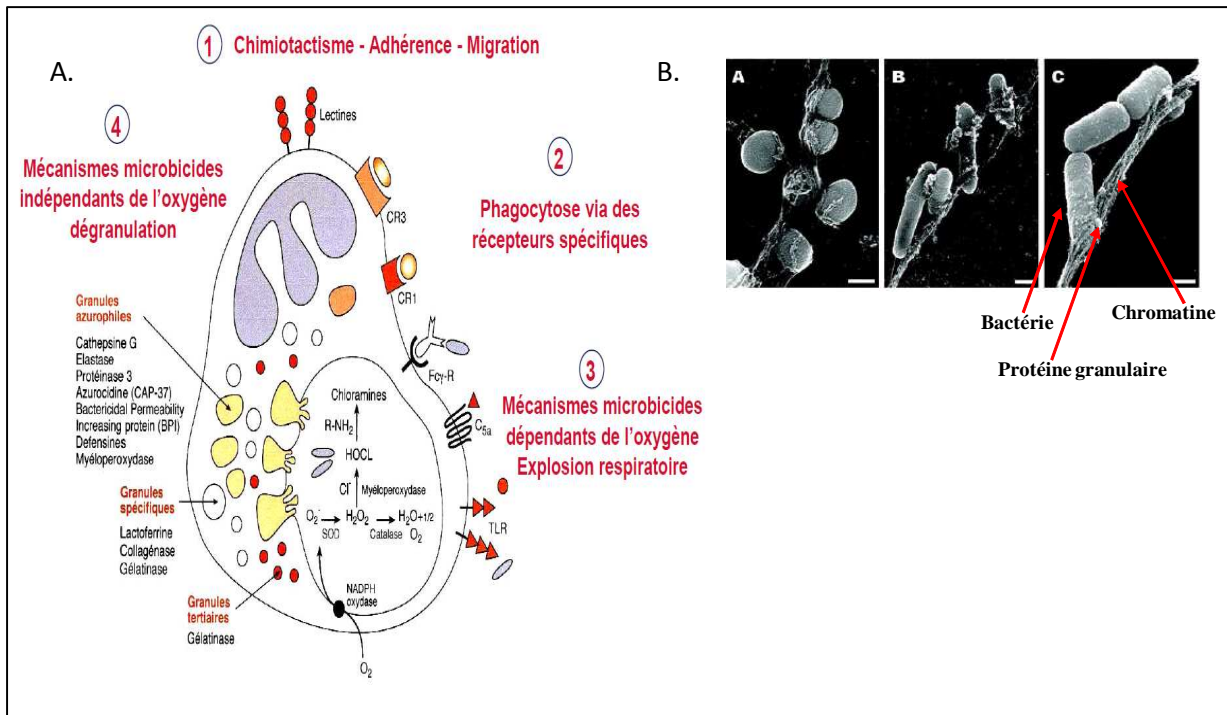 1 Chimiotactisme - Adhérence - Migration
A.
4
Mécanismes microbicides
indépendants de l'oxygène
dégranulation
Lectines
CR3
CR1
Fcγ-R
C5a
TLR
2
Phagocytose via des
récepteurs spécifiques
3
Mécanismes microbicides
dépendants de l'oxygène
Explosion respiratoire
Granules
azurophiles
Cathepsine G
Elastase
Protéinase 3
Azurocidine (CAP-37)
Bactericidal Permeability
Increasing protein (BPI)
Defensines
Myéloperoxydase
Granules
spécifiques
Lactoferrine
Collagénase
Gélatinase
Granules
tertiaires
Gélatinase
Chloramines
R-NH2
HOCL
Cl- Myéloperoxydase
O2- H2O2 H2O+1/2
SOD Catalase O2
NADPH
oxydase
O2
B.
A B C
Bactérie
Chromatine
Protéine granulaire